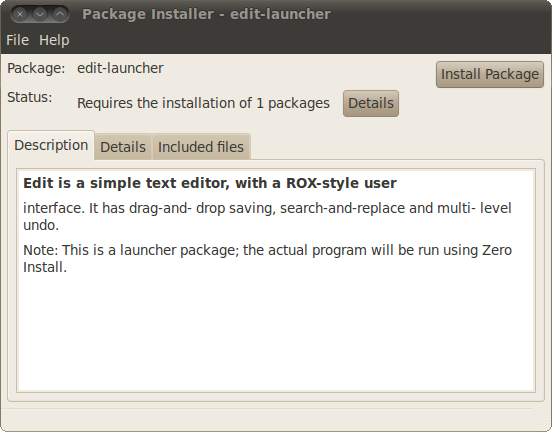 Package Installer - edit-launcher
File Help
Package: edit-launcher
Install Package
Status: Requires the installation of 1 packages Details
Description Details Included files
Edit is a simple text editor, with a ROX-style user
interface. It has drag-and- drop saving, search-and-replace and multi- level
undo.
Note: This is a launcher package; the actual program will be run using Zero
Install.